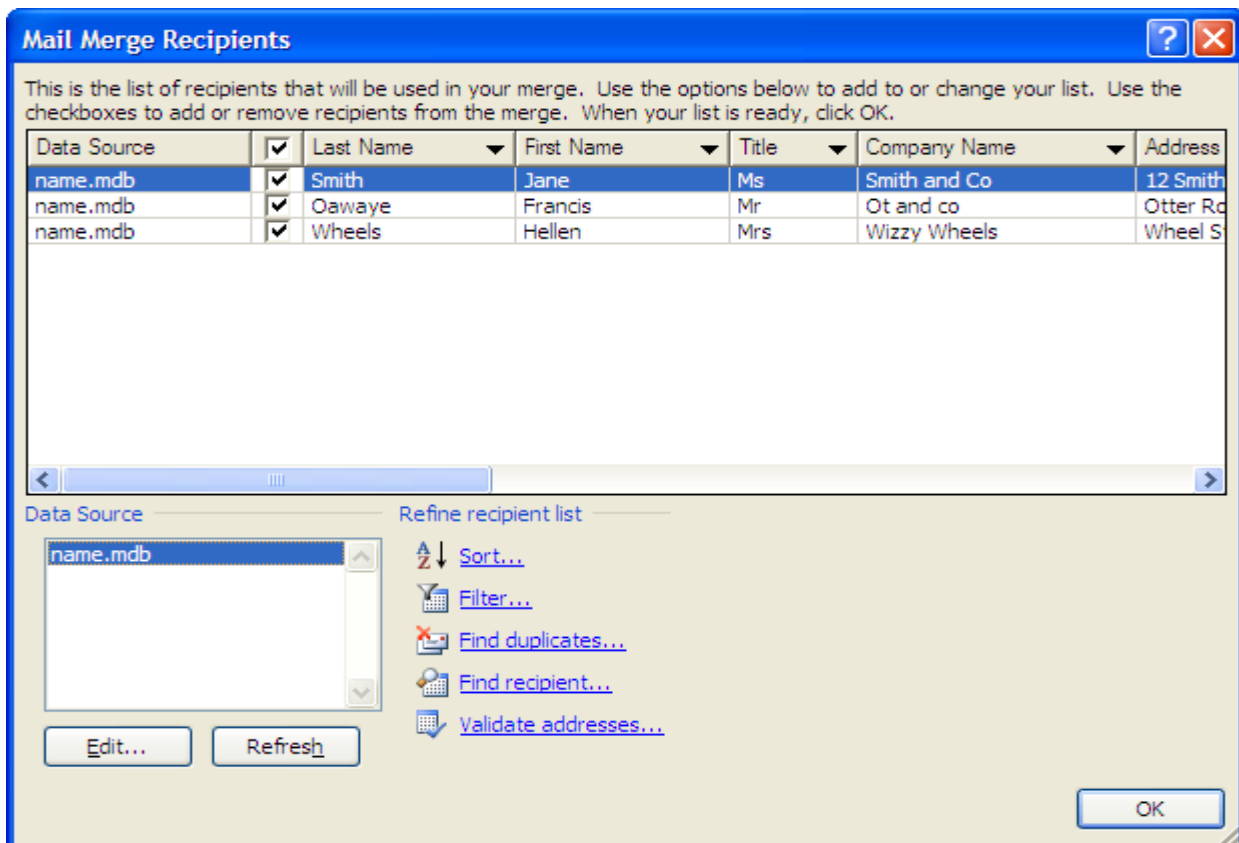 Mail Merge Recipients
This is the list of recipients that will be used in your merge. Use the options below to add to or change your list. Use the
checkboxes to add or remove recipients from the merge. When your list is ready, click OK.
Data Source Last Name First Name Title Company Name Address
name.mdb Smith Jane Ms Smith and Co 12 Smith
name.mdb Oawaye Francis Mr Ot and co Otter Ro
name.mdb Wheels Hellen Mrs Wizzy Wheels Wheel S
Data Source Refine recipient list
name.mdb Sort...
Filter...
Find duplicates...
Find recipient...
Validate addresses...
Edit... Refresh
OK